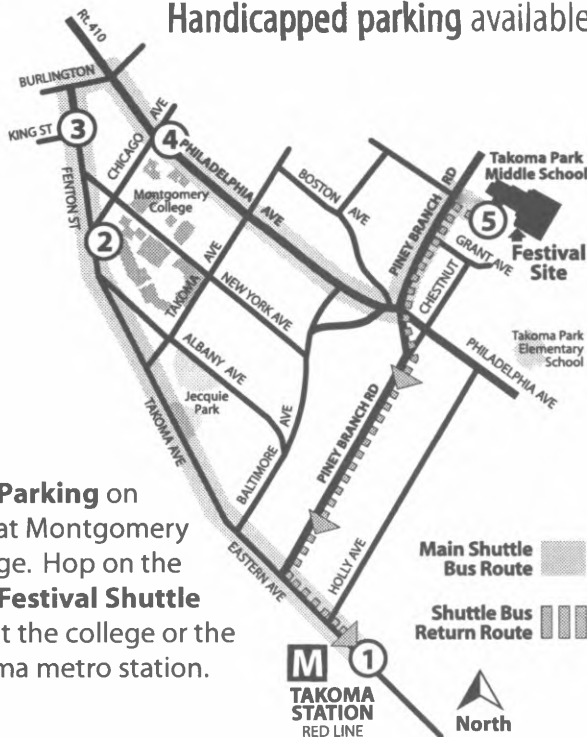 Handicapped parking available
Rt. 410
BURLINGTON
KING ST
3
FENTON ST
CHICAGO AVE
4
PHILADELPHIA AVE
Montgomery
College
2
TAKOMA AVE
NEW YORK AVE
BOSTON AVE
PINEY BRANCH RD
Takoma Park
Middle School
5
GRANT AVE
Festival
Site
CHESTNUT
ALBANY AVE
Jecquie
Park
TAKOMA AVE
BALTIMORE AVE
PINEY BRANCH RD
Takoma Park
Elementary
School
PHILADELPHIA AVE
HOLLY AVE
EASTERN AVE
Parking on
at Montgomery
ge. Hop on the
Festival Shuttle
t the college or the
ma metro station.
Main Shuttle
Bus Route
Shuttle Bus
Return Route
1
M
TAKOMA
STATION
RED LINE
North